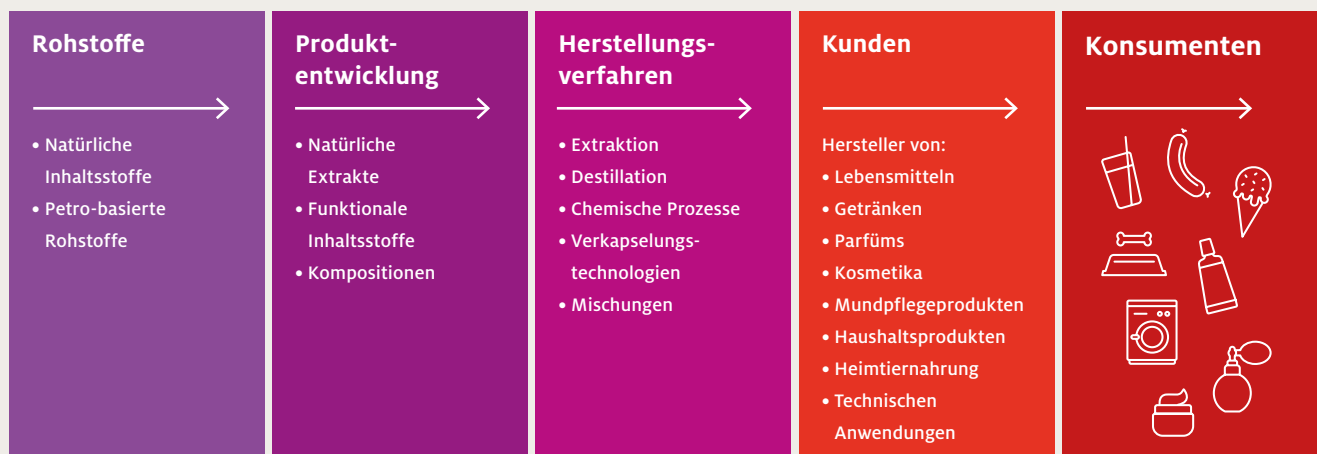 Rohstoffe
• Natürliche
Inhaltsstoffe
• Petro-basierte
Rohstoffe
Produkt-
entwicklung
• Natürliche
Extrakte
• Funktionale
Inhaltsstoffe
• Kompositionen
Herstellungs-
verfahren
• Extraktion
• Destillation
• Chemische Prozesse
• Verkapselungs-
technologien
• Mischungen
Kunden
Hersteller von:
• Lebensmitteln
• Getränken
• Parfüms
• Kosmetika
• Mundpflegeprodukten
• Haushaltsprodukten
• Heimtiernahrung
• Technischen
Anwendungen
Konsumenten